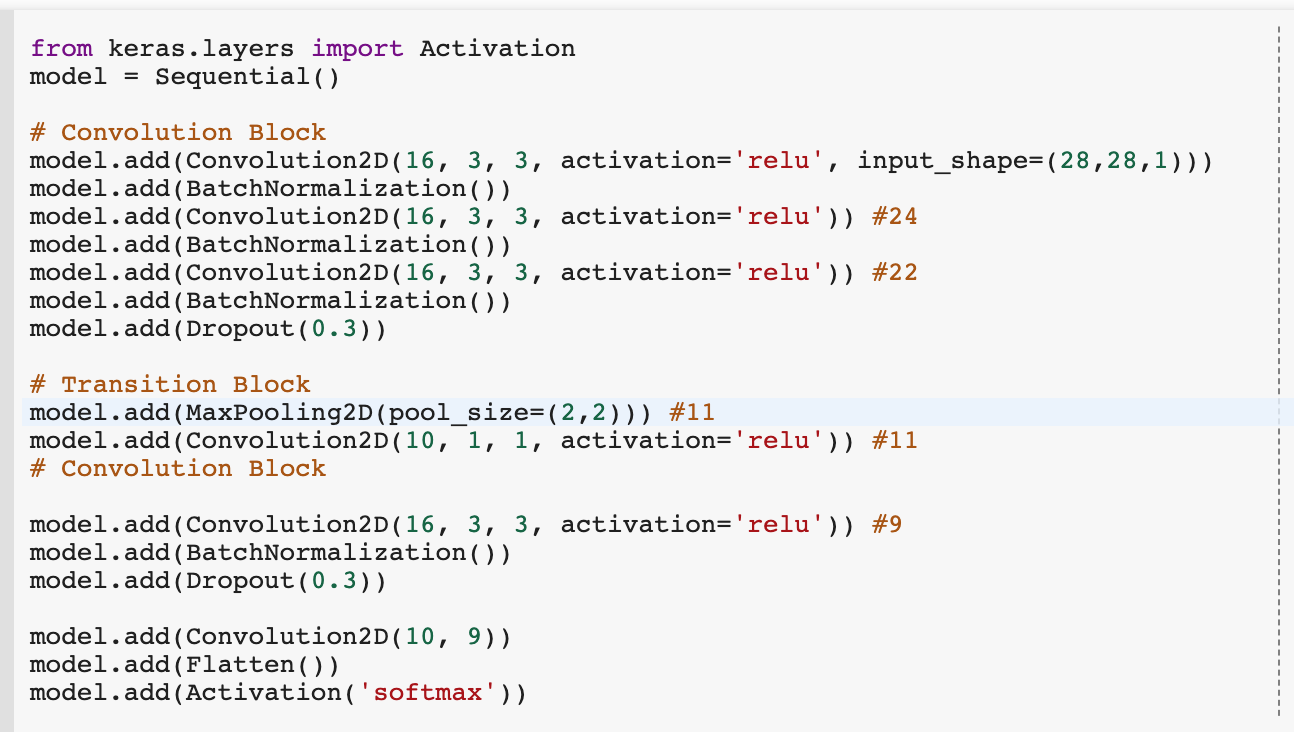 from keras.layers import Activation
model = Sequential()
# Convolution Block
model.add(Convolution2D(16, 3, 3, activation='relu', input_shape=(28,28,1)))
model.add(BatchNormalization())
model.add(Convolution2D(16, 3, 3, activation='relu')) #24
model.add(BatchNormalization())
model.add(Convolution2D(16, 3, 3, activation='relu')) #22
model.add(BatchNormalization())
model.add(Dropout(0.3))
# Transition Block
model.add(MaxPooling2D(pool_size=(2,2))) #11
model.add(Convolution2D(10, 1, 1, activation='relu')) #11
# Convolution Block
model.add(Convolution2D(16, 3, 3, activation='relu')) #9
model.add(BatchNormalization())
model.add(Dropout(0.3))
model.add(Convolution2D(10, 9))
model.add(Flatten())
model.add(Activation('softmax'))